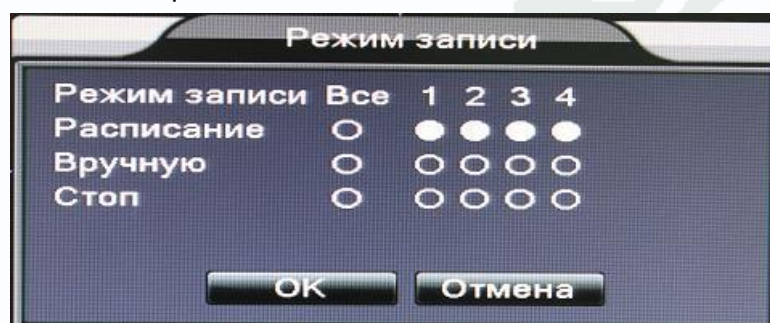 Режим записи
Режим записи Все 1 2 3 4
Расписание
Вручную
Стоп
OK Отмена